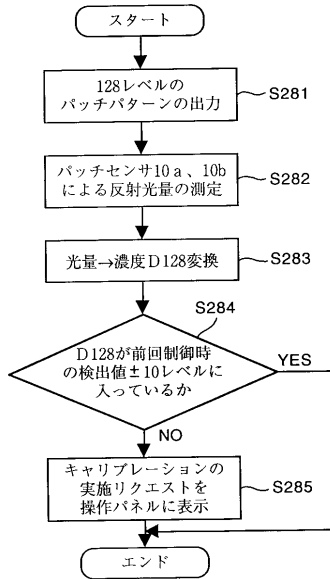 スタート
128レベルの
パッチパターンの出力
S281
パッチセンサ10a、10b
による反射光量の測定
S282
光量→濃度D128変換
S283
S284
D128が前回制御時
の検出値±10レベルに
入っているか
YES
NO
キャリブレーションの
実施リクエストを
操作パネルに表示
S285
エンド